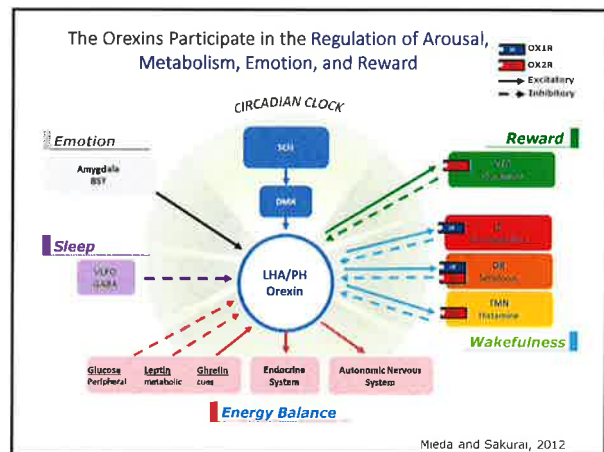 The Orexins Participate in the Regulation of Arousal,
Metabolism, Emotion, and Reward
OX1R
OX2R
Excitatory
Inhibitory
CIRCADIAN CLOCK
Emotion
Amygdala
BST
SCN
DMH
Reward
Sleep
VLPO
GABA
LHA/PH
Orexin
DR
Serotonin
TMN
Histamine
Wakefulness
Glucose Leptin Ghrelin
Peripheral metabolic cues
Endocrine
System
Autonomic Nervous
System
Energy Balance
Mieda and Sakurai, 2012